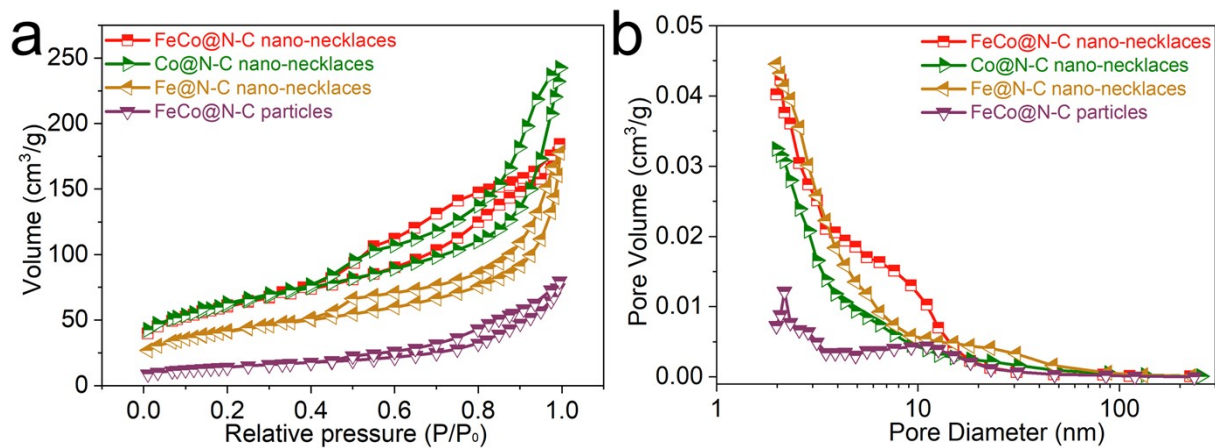 a
FeCo@N-C nano-necklaces
Co@N-C nano-necklaces
Fe@N-C nano-necklaces
FeCo@N-C particles
250
200
150
100
50
0
Volume (cm³/g)
0.0 0.2 0.4 0.6 0.8 1.0
Relative pressure (P/P₀)
b
FeCo@N-C nano-necklaces
Co@N-C nano-necklaces
Fe@N-C nano-necklaces
FeCo@N-C particles
0.05
0.04
0.03
0.02
0.01
0.00
Pore Volume (cm³/g)
1 10 100
Pore Diameter (nm)